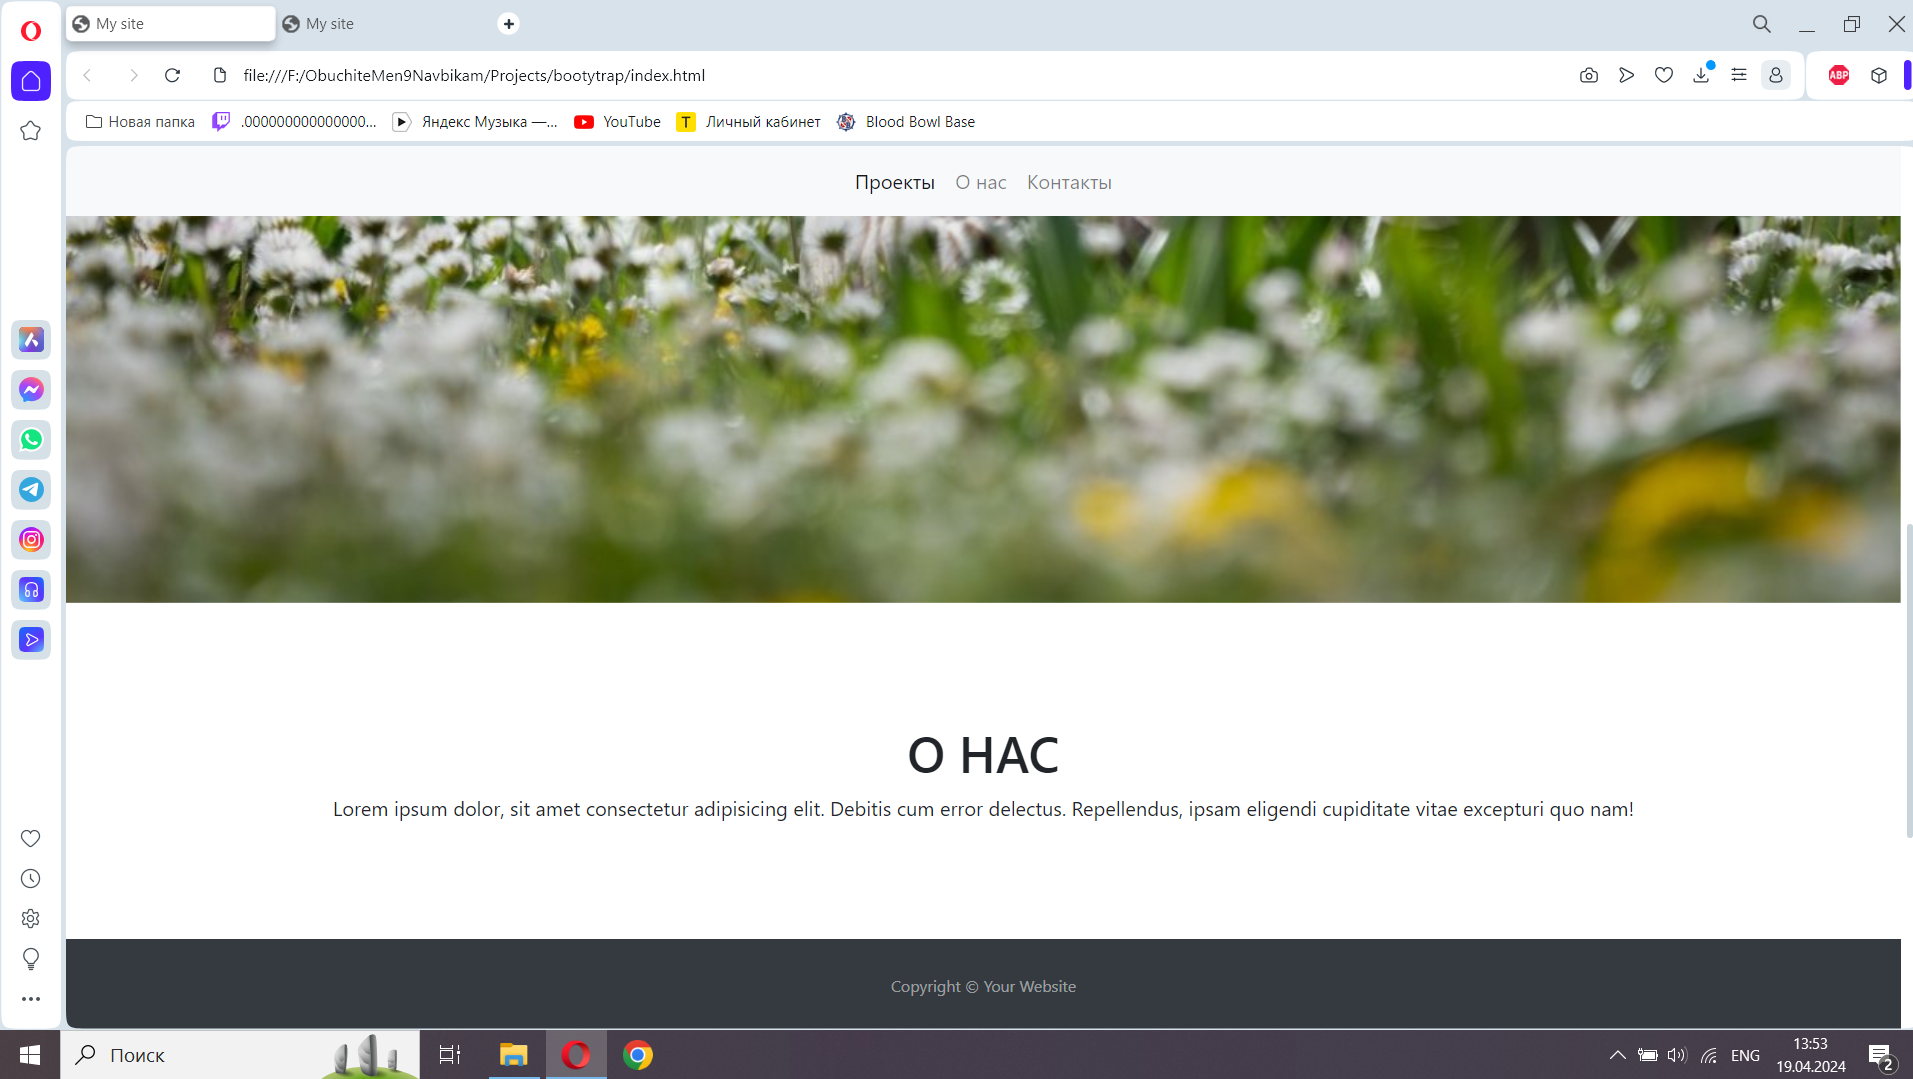 My site
My site
file:///F:/ObuchiteMen9Navbikam/Projects/bootytrap/index.html
ABP
Новая папка
.000000000000000...
Яндекс Музыка —...
YouTube
T
Личный кабинет
Blood Bowl Base
Проекты
О нас
Контакты
О НАС
Lorem ipsum dolor, sit amet consectetur adipisicing elit. Debitis cum error delectus. Repellendus, ipsam eligendi cupiditate vitae excepturi quo nam!
Copyright © Your Website
Поиск
ENG
13:53
19.04.2024
2